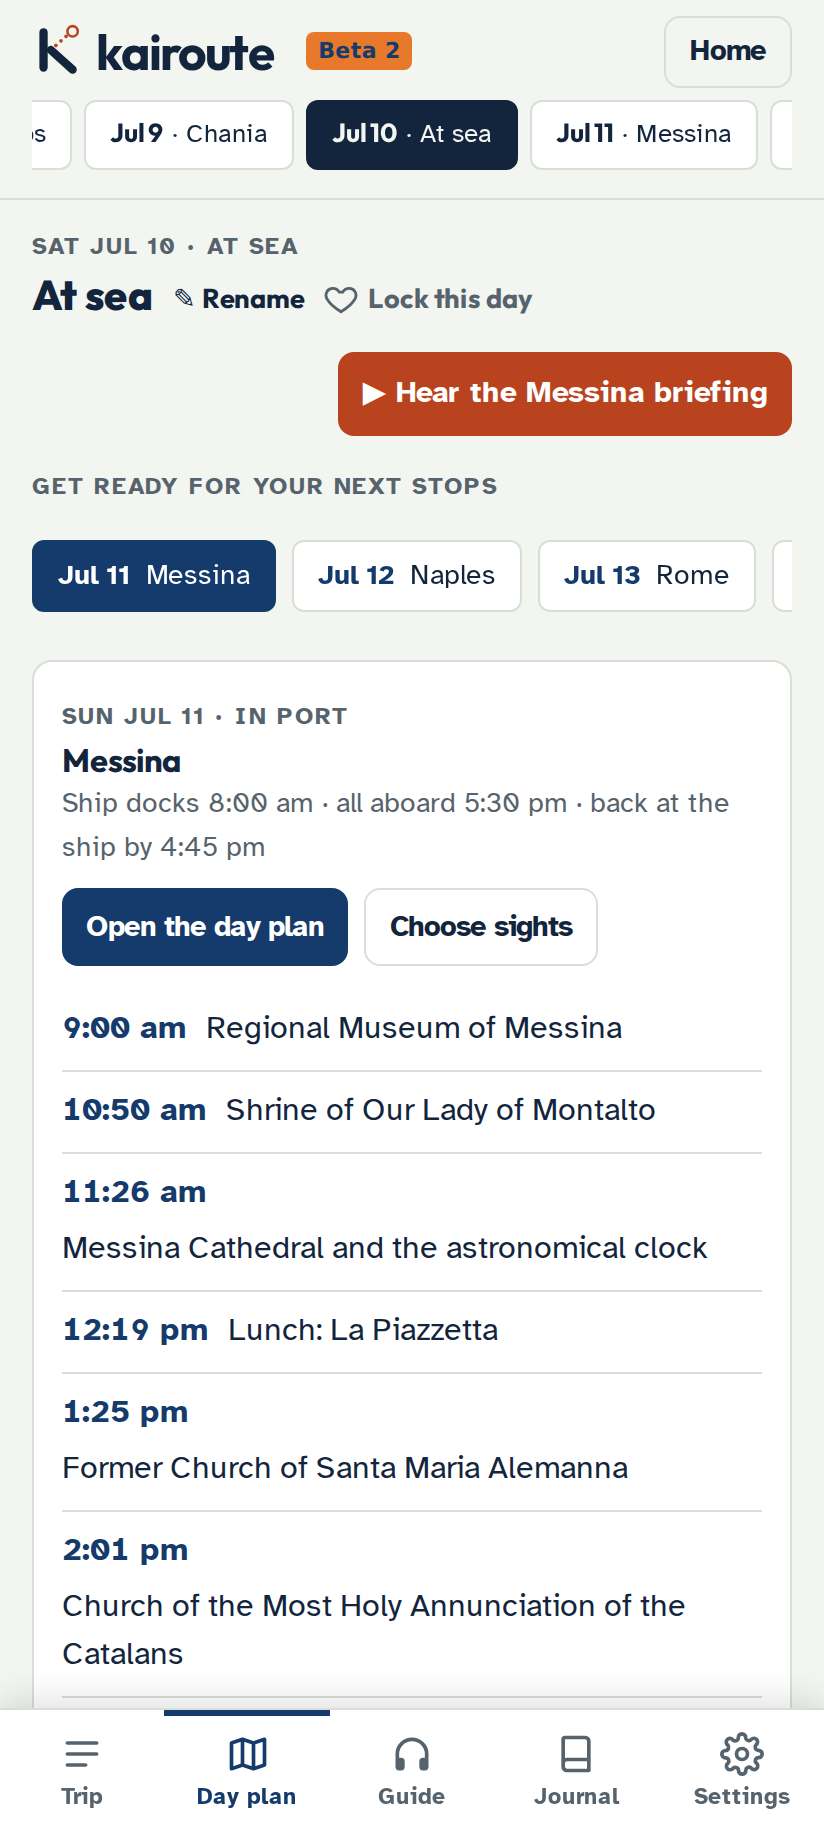 kairoute Beta 2 Home
os Jul 9 · Chania Jul 10 · At sea Jul 11 · Messina
SAT JUL 10 · AT SEA
At sea ✎ Rename Lock this day
▶ Hear the Messina briefing
GET READY FOR YOUR NEXT STOPS
Jul 11 Messina Jul 12 Naples Jul 13 Rome
SUN JUL 11 · IN PORT
Messina
Ship docks 8:00 am · all aboard 5:30 pm · back at the
ship by 4:45 pm
Open the day plan Choose sights
9:00 am Regional Museum of Messina
10:50 am Shrine of Our Lady of Montalto
11:26 am
Messina Cathedral and the astronomical clock
12:19 pm Lunch: La Piazzetta
1:25 pm
Former Church of Santa Maria Alemanna
2:01 pm
Church of the Most Holy Annunciation of the
Catalans
Trip Day plan Guide Journal Settings